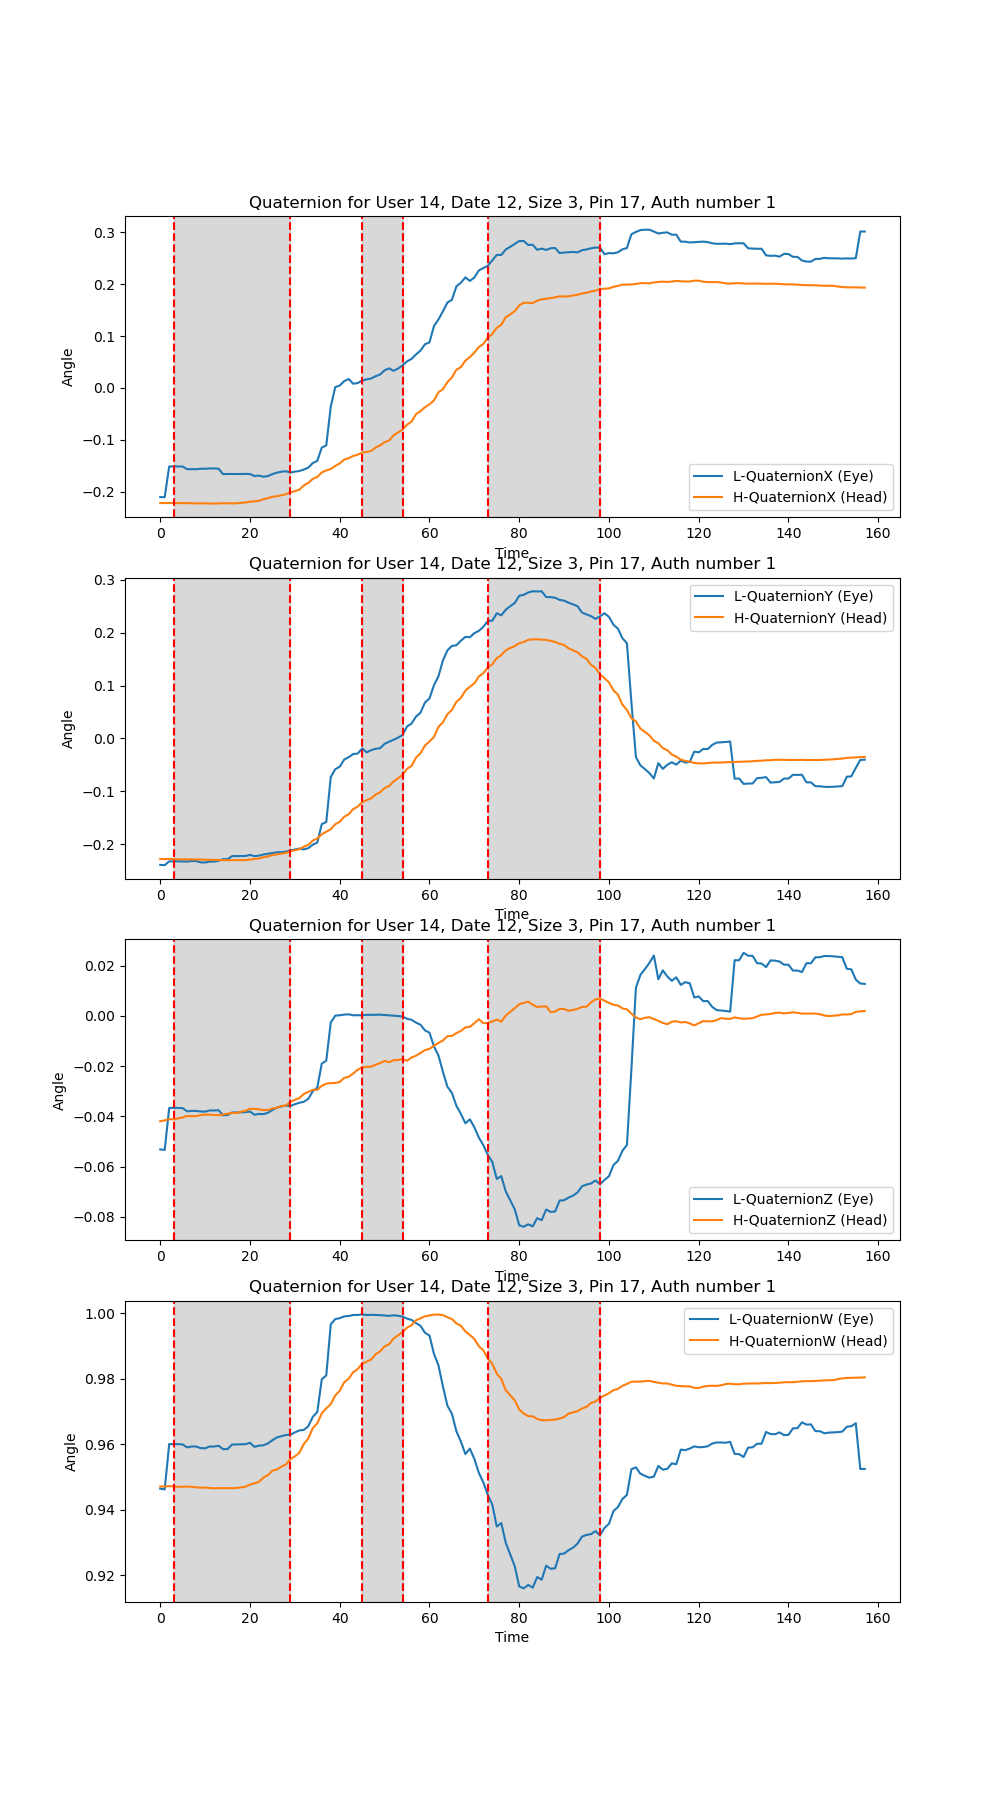 Quaternion for User 14, Date 12, Size 3, Pin 17, Auth number 1
0.3
0.2
0.1
0.0
−0.1
−0.2
Angle
L-QuaternionX (Eye)
H-QuaternionX (Head)
0 20 40 60 80 100 120 140 160
Time
Quaternion for User 14, Date 12, Size 3, Pin 17, Auth number 1
0.3
0.2
0.1
0.0
−0.1
−0.2
Angle
L-QuaternionY (Eye)
H-QuaternionY (Head)
0 20 40 60 80 100 120 140 160
Time
Quaternion for User 14, Date 12, Size 3, Pin 17, Auth number 1
0.02
0.00
−0.02
−0.04
−0.06
−0.08
Angle
L-QuaternionZ (Eye)
H-QuaternionZ (Head)
0 20 40 60 80 100 120 140 160
Time
Quaternion for User 14, Date 12, Size 3, Pin 17, Auth number 1
1.00
0.98
0.96
0.94
0.92
Angle
L-QuaternionW (Eye)
H-QuaternionW (Head)
0 20 40 60 80 100 120 140 160
Time